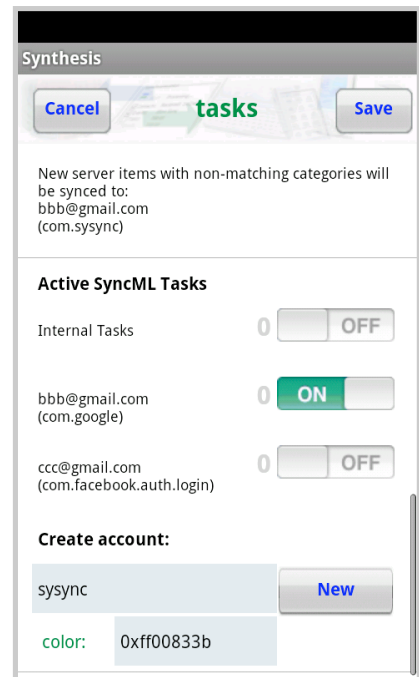 Synthesis
Cancel tasks Save
New server items with non-matching categories will
be synced to:
bbb@gmail.com
(com.sysync)
Active SyncML Tasks
Internal Tasks 0 OFF
bbb@gmail.com 0 ON
(com.google)
ccc@gmail.com 0 OFF
(com.facebook.auth.login)
Create account:
sysync New
color: 0xff00833b